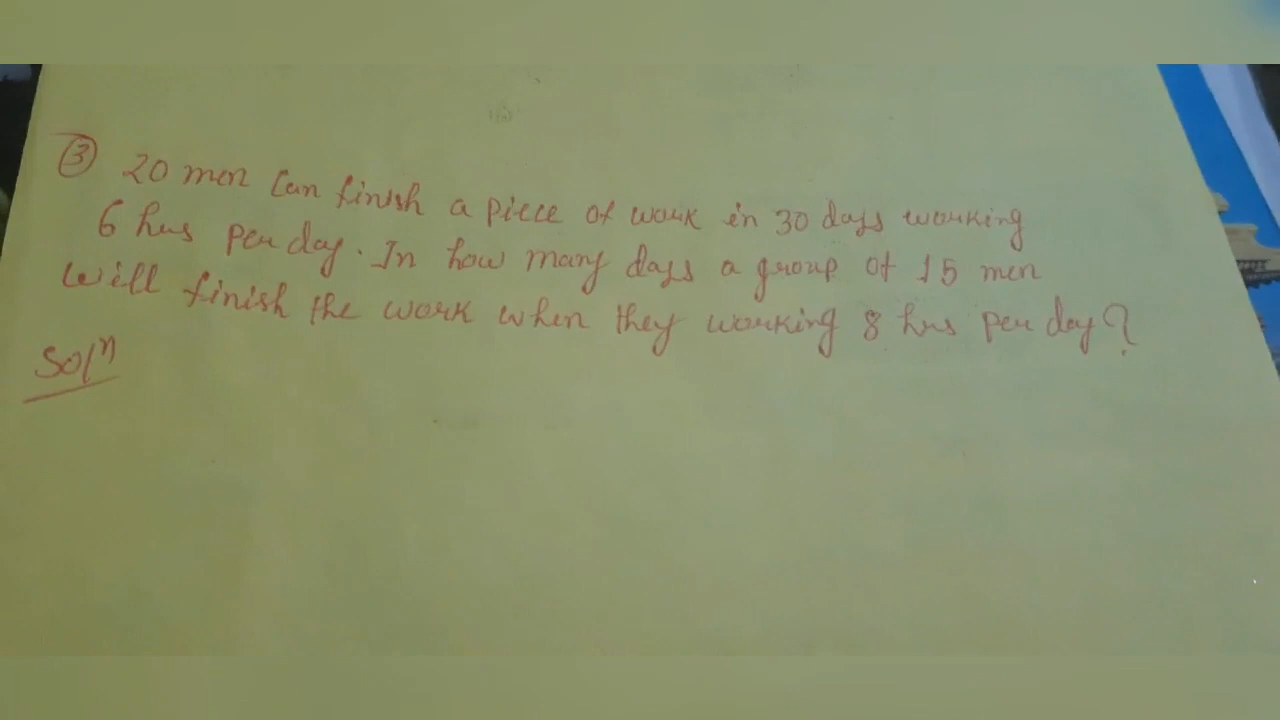 ③ 20 men can finish a piece of work in 30 days working
6 hrs per day. In how many days a group of 15 men
will finish the work when they working 8 hrs per day?
Solⁿ